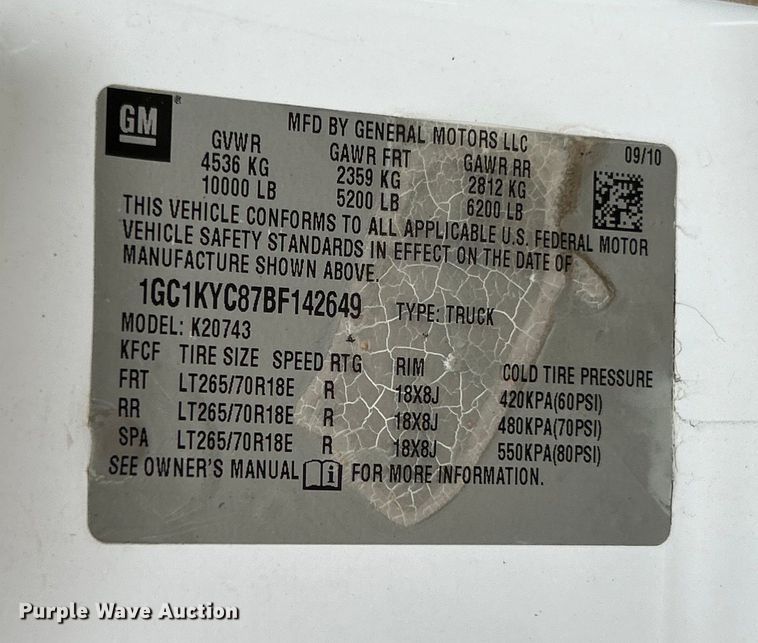 GM
MFD BY GENERAL MOTORS LLC
09/10
GVWR GAWR FRT GAWR RR
4536 KG 2359 KG 2812 KG
10000 LB 5200 LB 6200 LB
THIS VEHICLE CONFORMS TO ALL APPLICABLE U.S. FEDERAL MOTOR
VEHICLE SAFETY STANDARDS IN EFFECT ON THE DATE OF
MANUFACTURE SHOWN ABOVE.
1GC1KYC87BF142649 TYPE: TRUCK
MODEL: K20743
KFCF TIRE SIZE SPEED RTG RIM COLD TIRE PRESSURE
FRT LT265/70R18E R 18X8J 420KPA(60PSI)
RR LT265/70R18E R 18X8J 480KPA(70PSI)
SPA LT265/70R18E R 18X8J 550KPA(80PSI)
SEE OWNER'S MANUAL i FOR MORE INFORMATION.
Purple Wave Auction